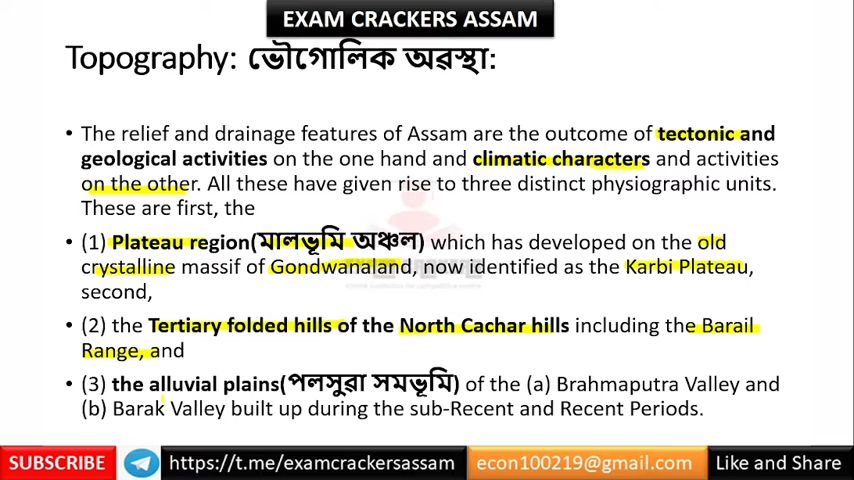 EXAM CRACKERS ASSAM
Topography: ভৌগোলিক অৱস্থা:
• The relief and drainage features of Assam are the outcome of tectonic and
geological activities on the one hand and climatic characters and activities
on the other. All these have given rise to three distinct physiographic units.
These are first, the
• (1) Plateau region(মালভূমি অঞ্চল) which has developed on the old
crystalline massif of Gondwanaland, now identified as the Karbi Plateau,
second,
• (2) the Tertiary folded hills of the North Cachar hills including the Barail
Range, and
• (3) the alluvial plains(পলসুৱা সমভূমি) of the (a) Brahmaputra Valley and
(b) Barak Valley built up during the sub-Recent and Recent Periods.
SUBSCRIBE https://t.me/examcrackersassam econ100219@gmail.com Like and Share